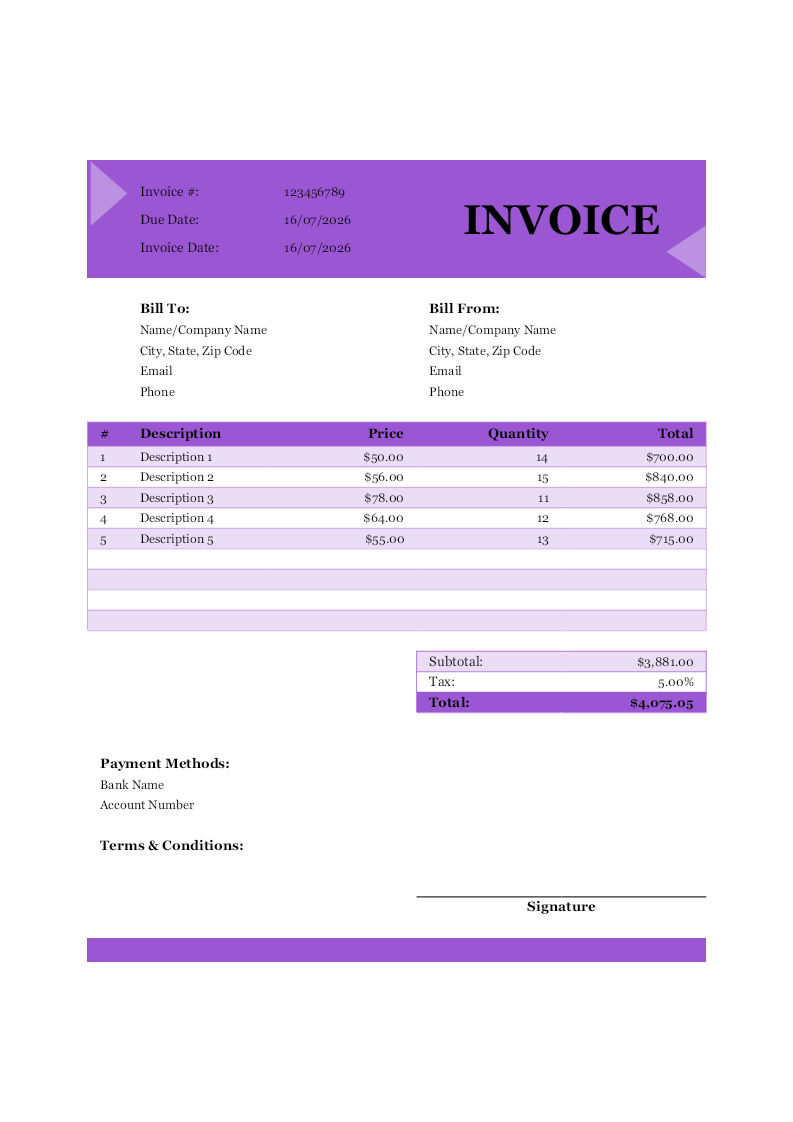 Invoice #: 123456789
Due Date: 16/07/2026
Invoice Date: 16/07/2026
INVOICE
Bill To: Bill From:
Name/Company Name Name/Company Name
City, State, Zip Code City, State, Zip Code
Email Email
Phone Phone
# Description Price Quantity Total
1 Description 1 $50.00 14 $700.00
2 Description 2 $56.00 15 $840.00
3 Description 3 $78.00 11 $858.00
4 Description 4 $64.00 12 $768.00
5 Description 5 $55.00 13 $715.00
Subtotal: $3,881.00
Tax: 5.00%
Total: $4,075.05
Payment Methods:
Bank Name
Account Number
Terms & Conditions:
Signature